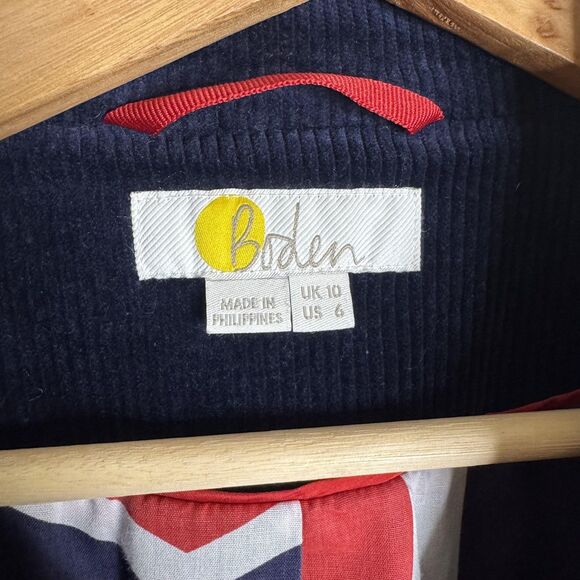 Boden
MADE IN
PHILIPPINES
UK 10
US 6